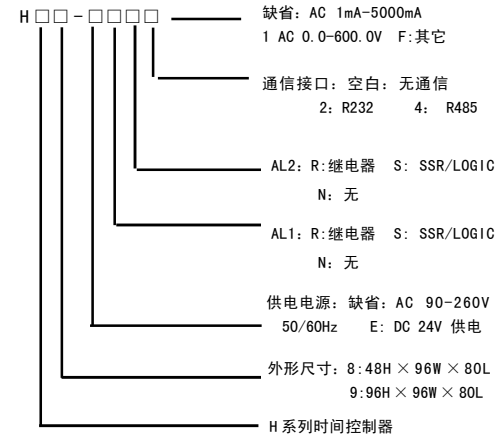 H□□-□□□□
缺省: AC 1mA-5000mA
1 AC 0.0-600.0V F:其它
通信接口: 空白: 无通信
2: R232 4: R485
AL2: R:继电器 S: SSR/LOGIC
N: 无
AL1: R:继电器 S: SSR/LOGIC
N: 无
供电电源: 缺省: AC 90-260V
50/60Hz E: DC 24V 供电
外形尺寸: 8:48H×96W×80L
9:96H×96W×80L
H系列时间控制器